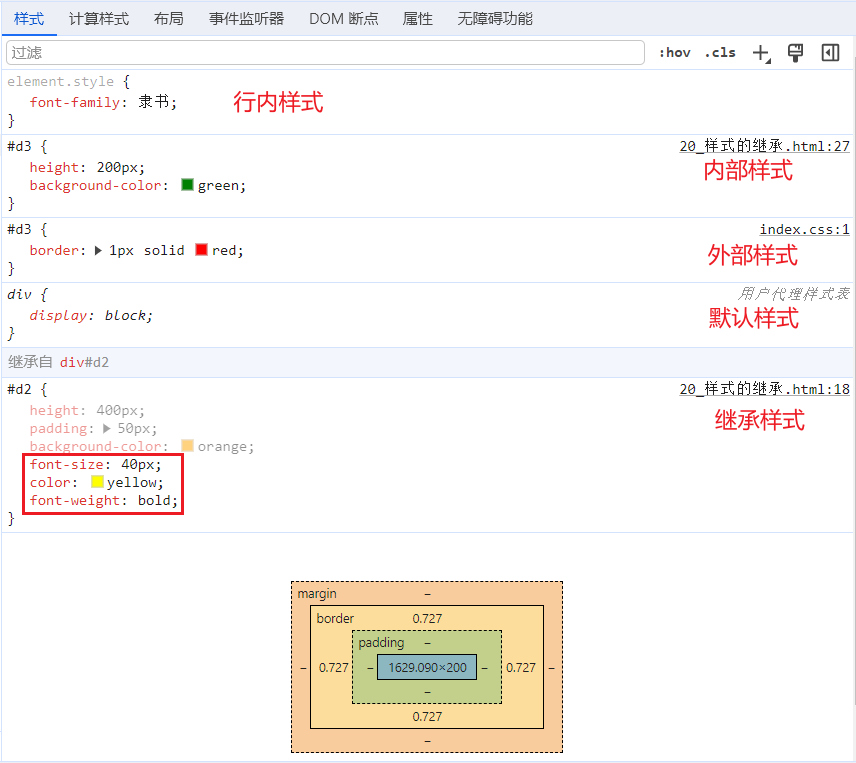 样式 计算样式 布局 事件监听器 DOM 断点 属性 无障碍功能
过滤 :hov .cls
element.style {
font-family: 隶书;
行内样式
}
#d3 { 20_样式的继承.html:27
height: 200px;
内部样式
background-color: green;
}
#d3 { index.css:1
border: 1px solid red;
外部样式
}
div { 用户代理样式表
display: block;
默认样式
}
继承自 div#d2
#d2 { 20_样式的继承.html:18
height: 400px;
继承样式
padding: 50px;
background-color: orange;
font-size: 40px;
color: yellow;
font-weight: bold;
}
margin –
border 0.727
padding –
– 0.727 – 1629.090×200 – 0.727 –
–
0.727
–